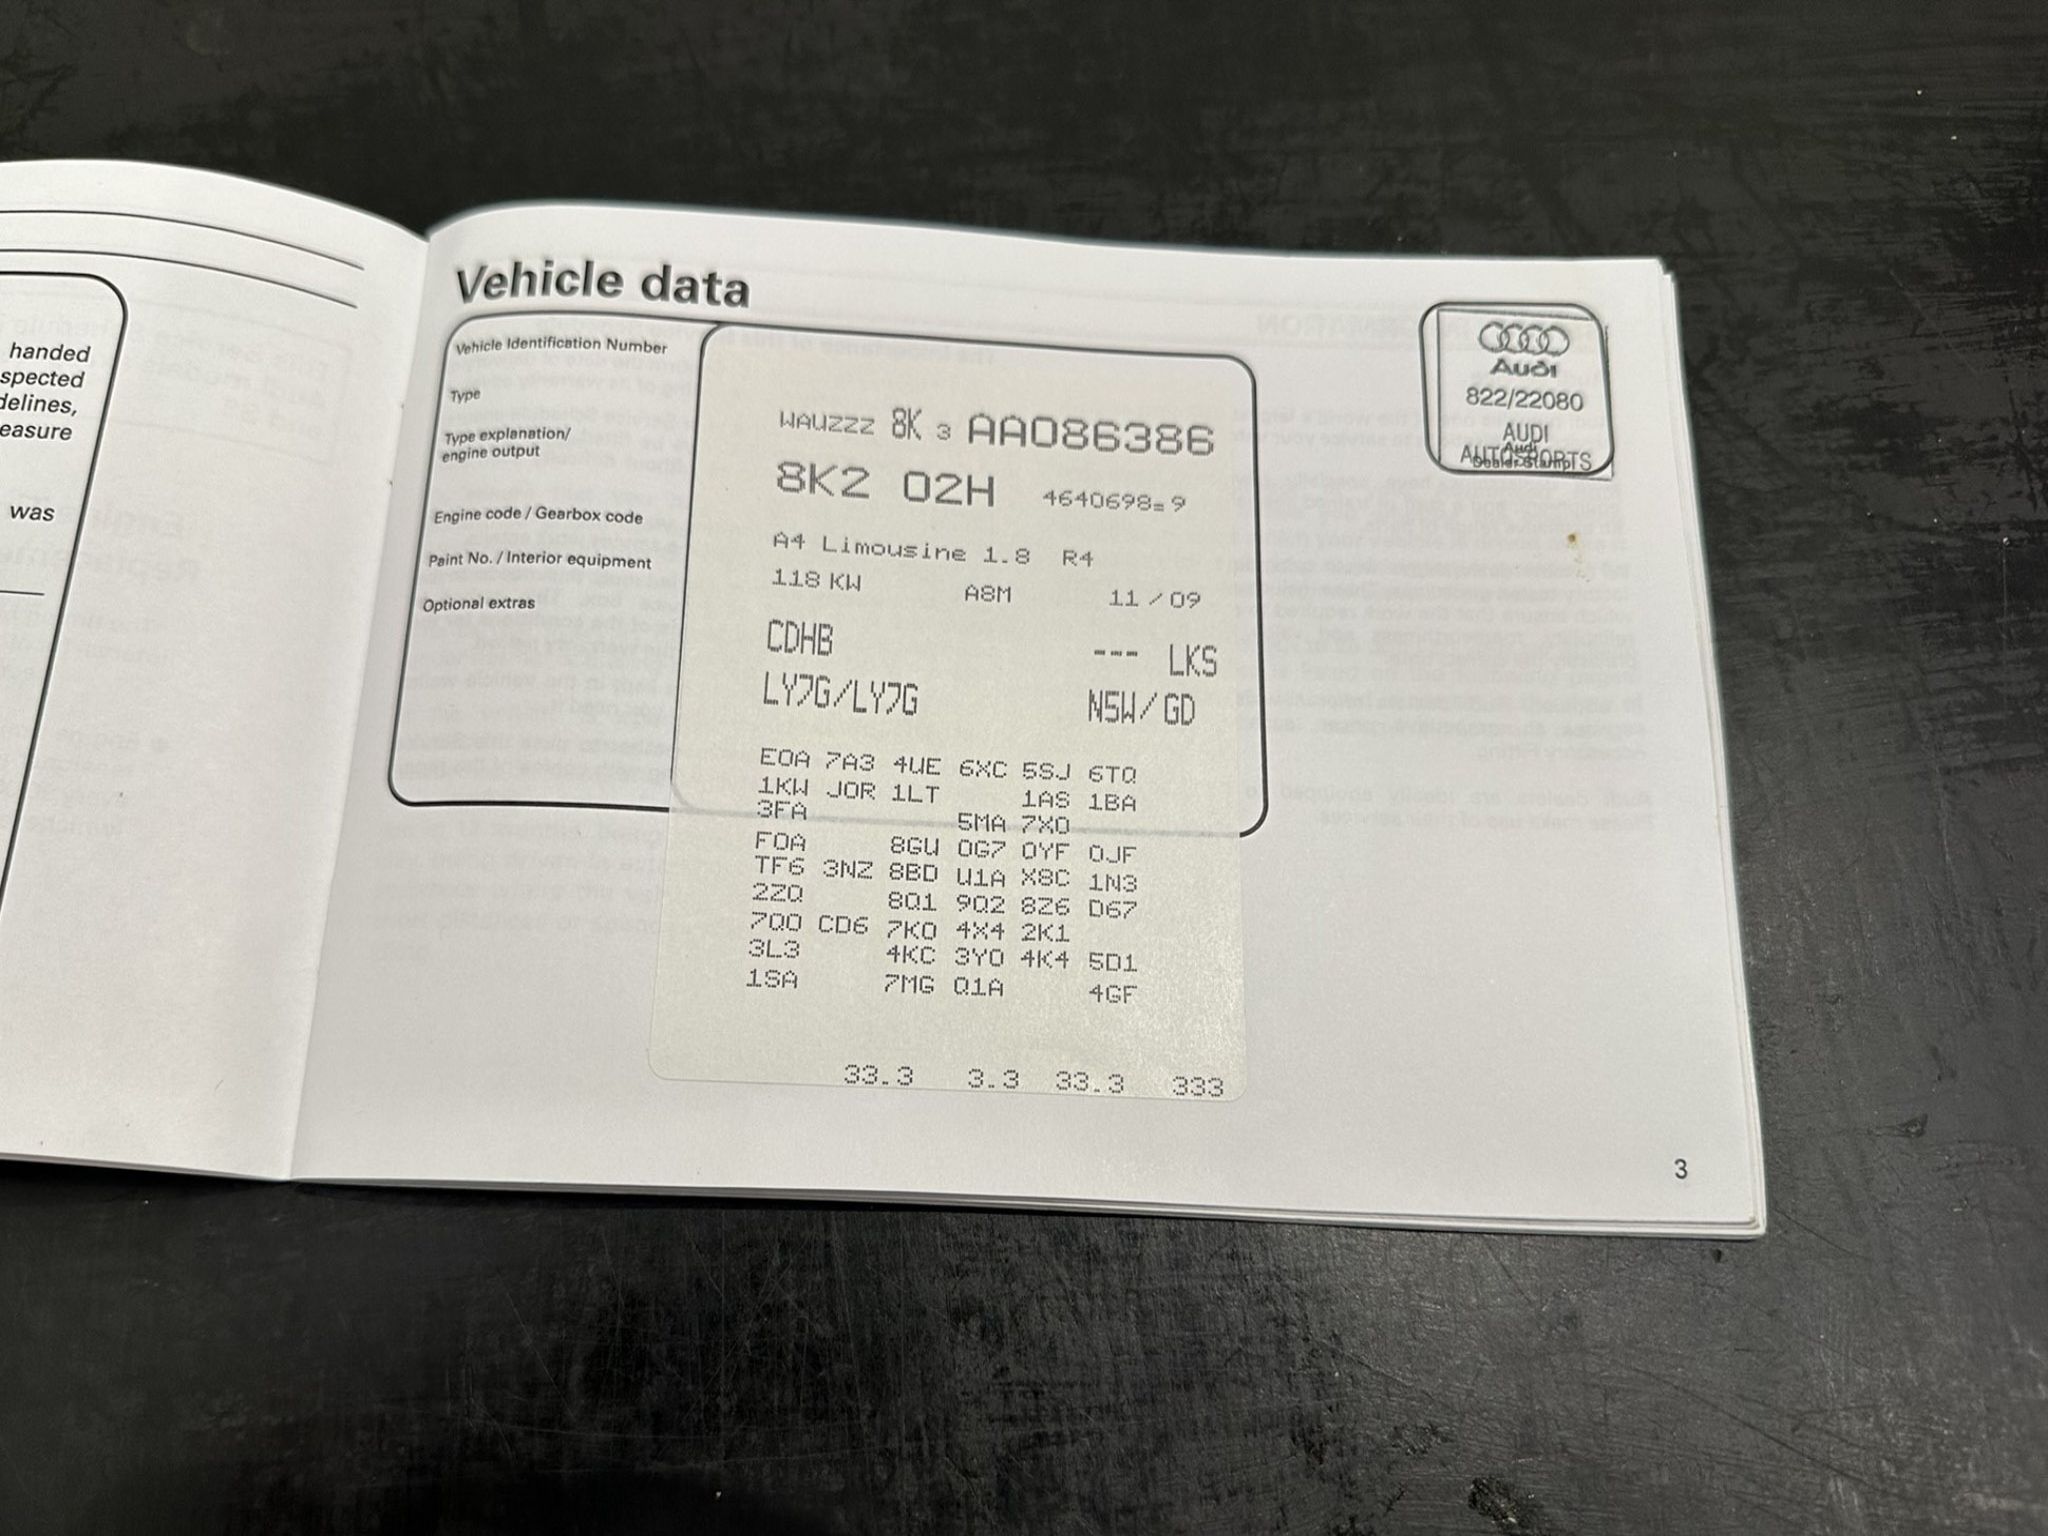 handed
spected
delines,
easure
was
Vehicle data
Vehicle Identification Number
Type
Type explanation/
engine output
Engine code / Gearbox code
Paint No. / Interior equipment
Optional extras
WAUZZZ 8K 3 AA086386
8K2 02H 4640698= 9
A4 Limousine 1.8 R4
118 KW A8M 11 / 09
CDHB --- LKS
LY7G/LY7G N5W/GD
E0A 7A3 4UE 6XC 5SJ 6TQ
1KW J0R 1LT 1AS 1BA
3FA 5MA 7X0
F0A 8GU 0G7 0YF 0JF
TF6 3NZ 8BD U1A X8C 1N3
2ZQ 8Q1 9Q2 8Z6 D67
7Q0 CD6 7K0 4X4 2K1
3L3 4KC 3Y0 4K4 5D1
1SA 7MG Q1A 4GF
33.3 3.3 33.3 333
Audi
822/22080
AUDI
AUTOSPORTS
Audi
Dealer Stamp
3